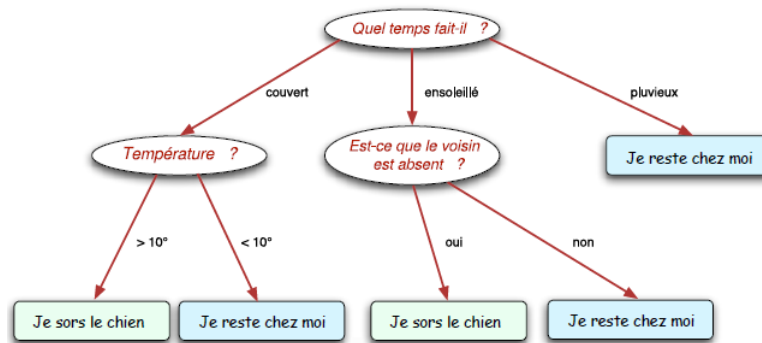 Quel temps fait-il ?
couvert
ensoleillé
pluvieux
Température ?
Est-ce que le voisin
est absent ?
Je reste chez moi
> 10°
< 10°
oui
non
Je sors le chien
Je reste chez moi
Je sors le chien
Je reste chez moi